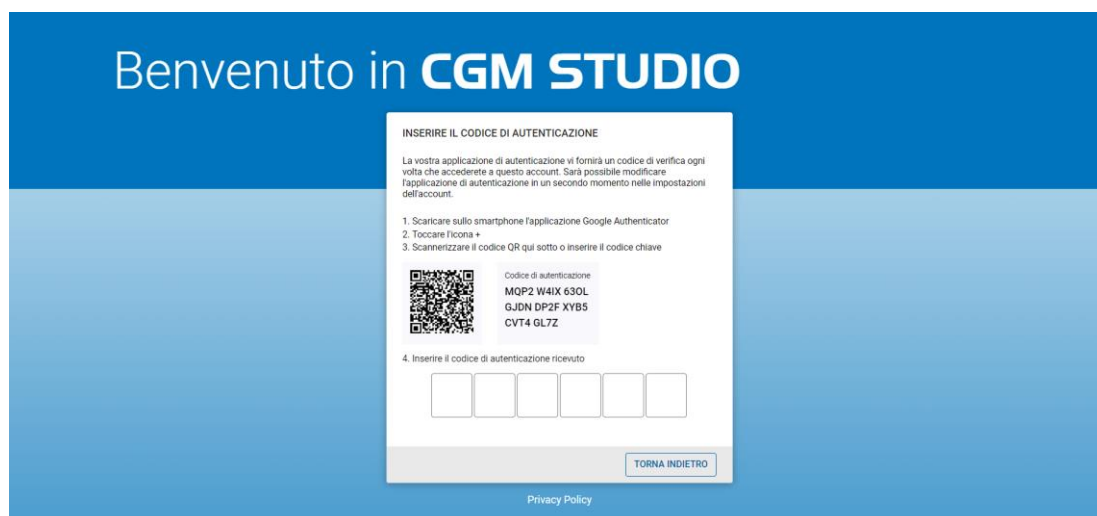 Benvenuto in CGM STUDIO
INSERIRE IL CODICE DI AUTENTICAZIONE
La vostra applicazione di autenticazione vi fornirà un codice di verifica ogni
volta che accederete a questo account. Sarà possibile modificare
l'applicazione di autenticazione in un secondo momento nelle impostazioni
dell'account.
1. Scaricare sullo smartphone l'applicazione Google Authenticator
2. Toccare l'icona +
3. Scannerizzare il codice QR qui sotto o inserire il codice chiave
Codice di autenticazione
MQP2 W4IX 63OL
GJDN DP2F XYB5
CVT4 GL7Z
4. Inserire il codice di autenticazione ricevuto
TORNA INDIETRO
Privacy Policy